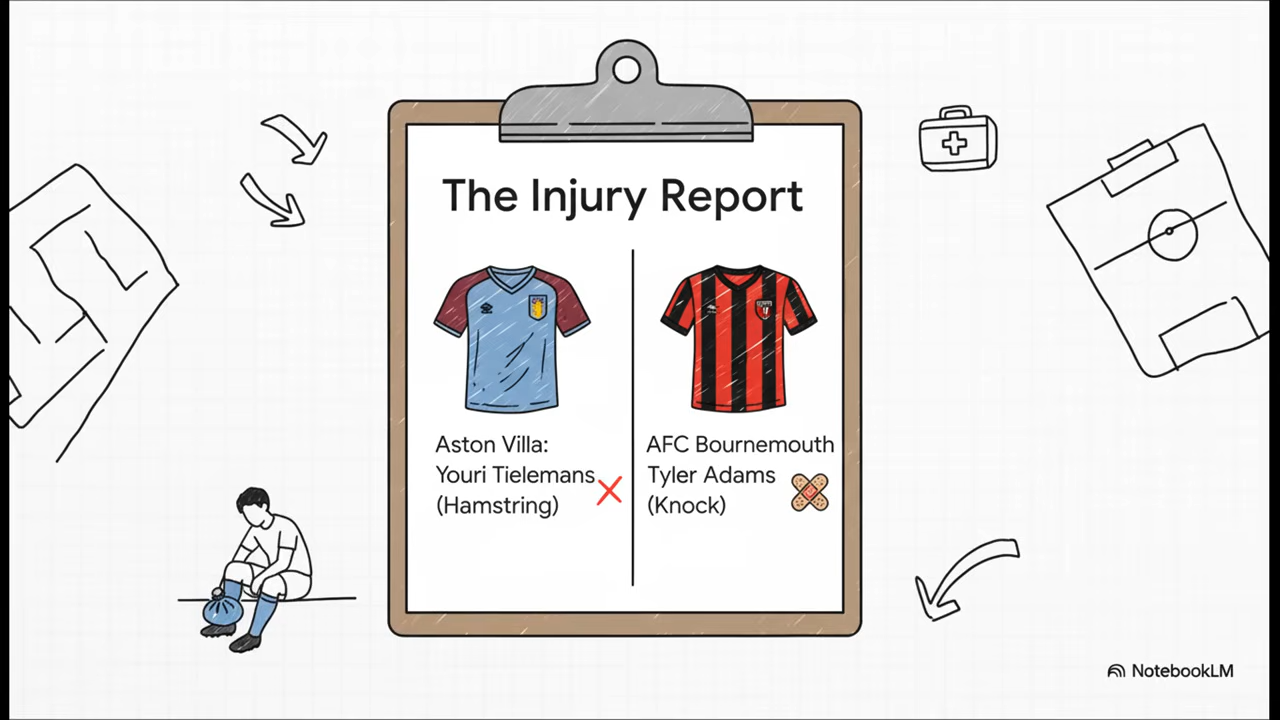 The Injury Report
Aston Villa:
Youri Tielemans
(Hamstring)
AFC Bournemouth
Tyler Adams
(Knock)
NotebookLM